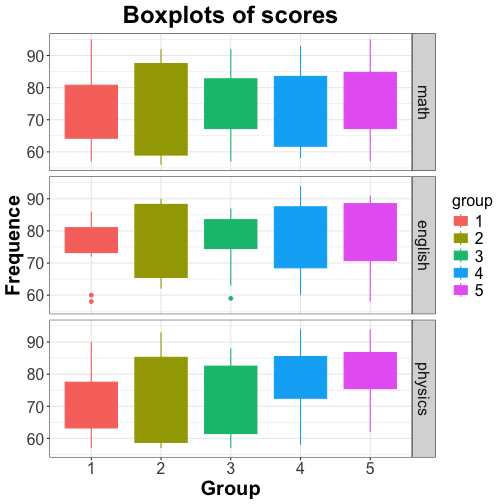 Boxplots of scores
90
80
70
60
math
90
80
70
60
english
90
80
70
60
physics
Frequence
1 2 3 4 5
Group
group
1
2
3
4
5